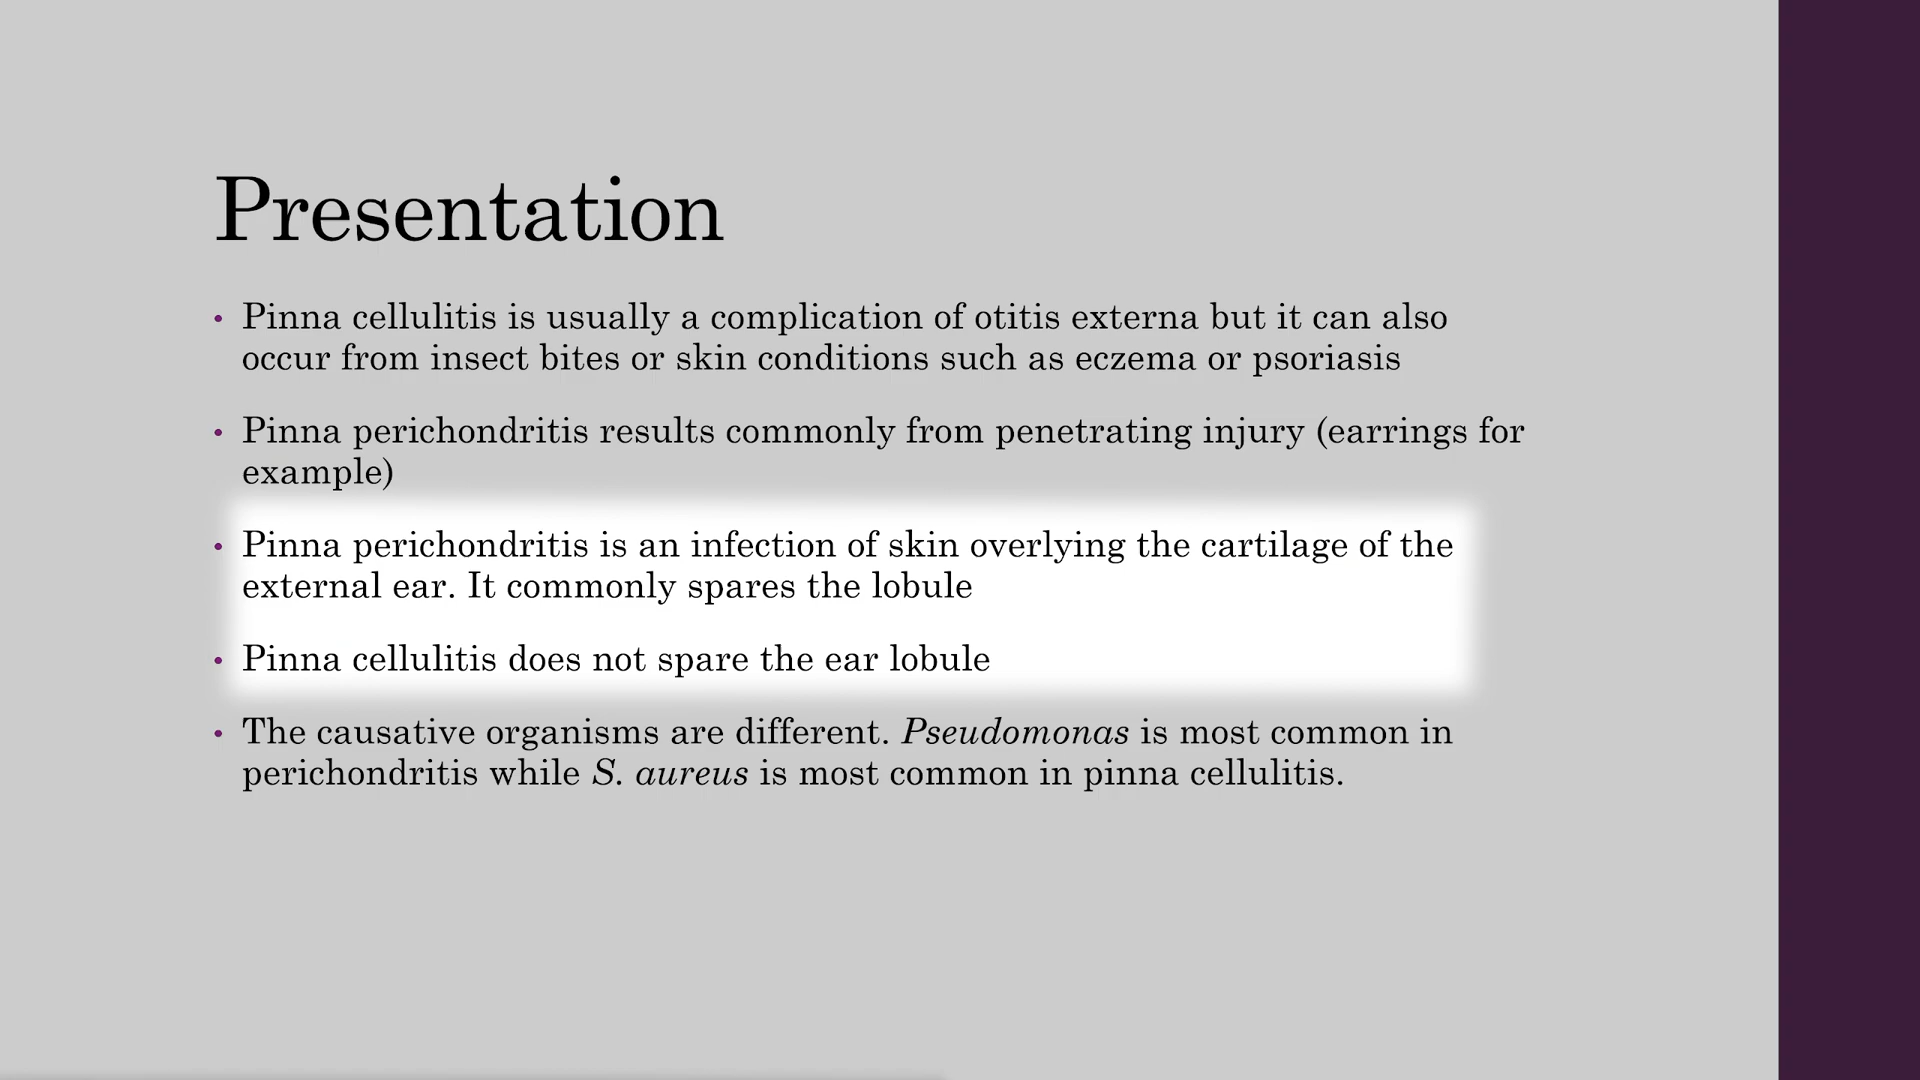 Presentation
• Pinna cellulitis is usually a complication of otitis externa but it can also
occur from insect bites or skin conditions such as eczema or psoriasis
• Pinna perichondritis results commonly from penetrating injury (earrings for
example)
• Pinna perichondritis is an infection of skin overlying the cartilage of the
external ear. It commonly spares the lobule
• Pinna cellulitis does not spare the ear lobule
• The causative organisms are different. Pseudomonas is most common in
perichondritis while S. aureus is most common in pinna cellulitis.